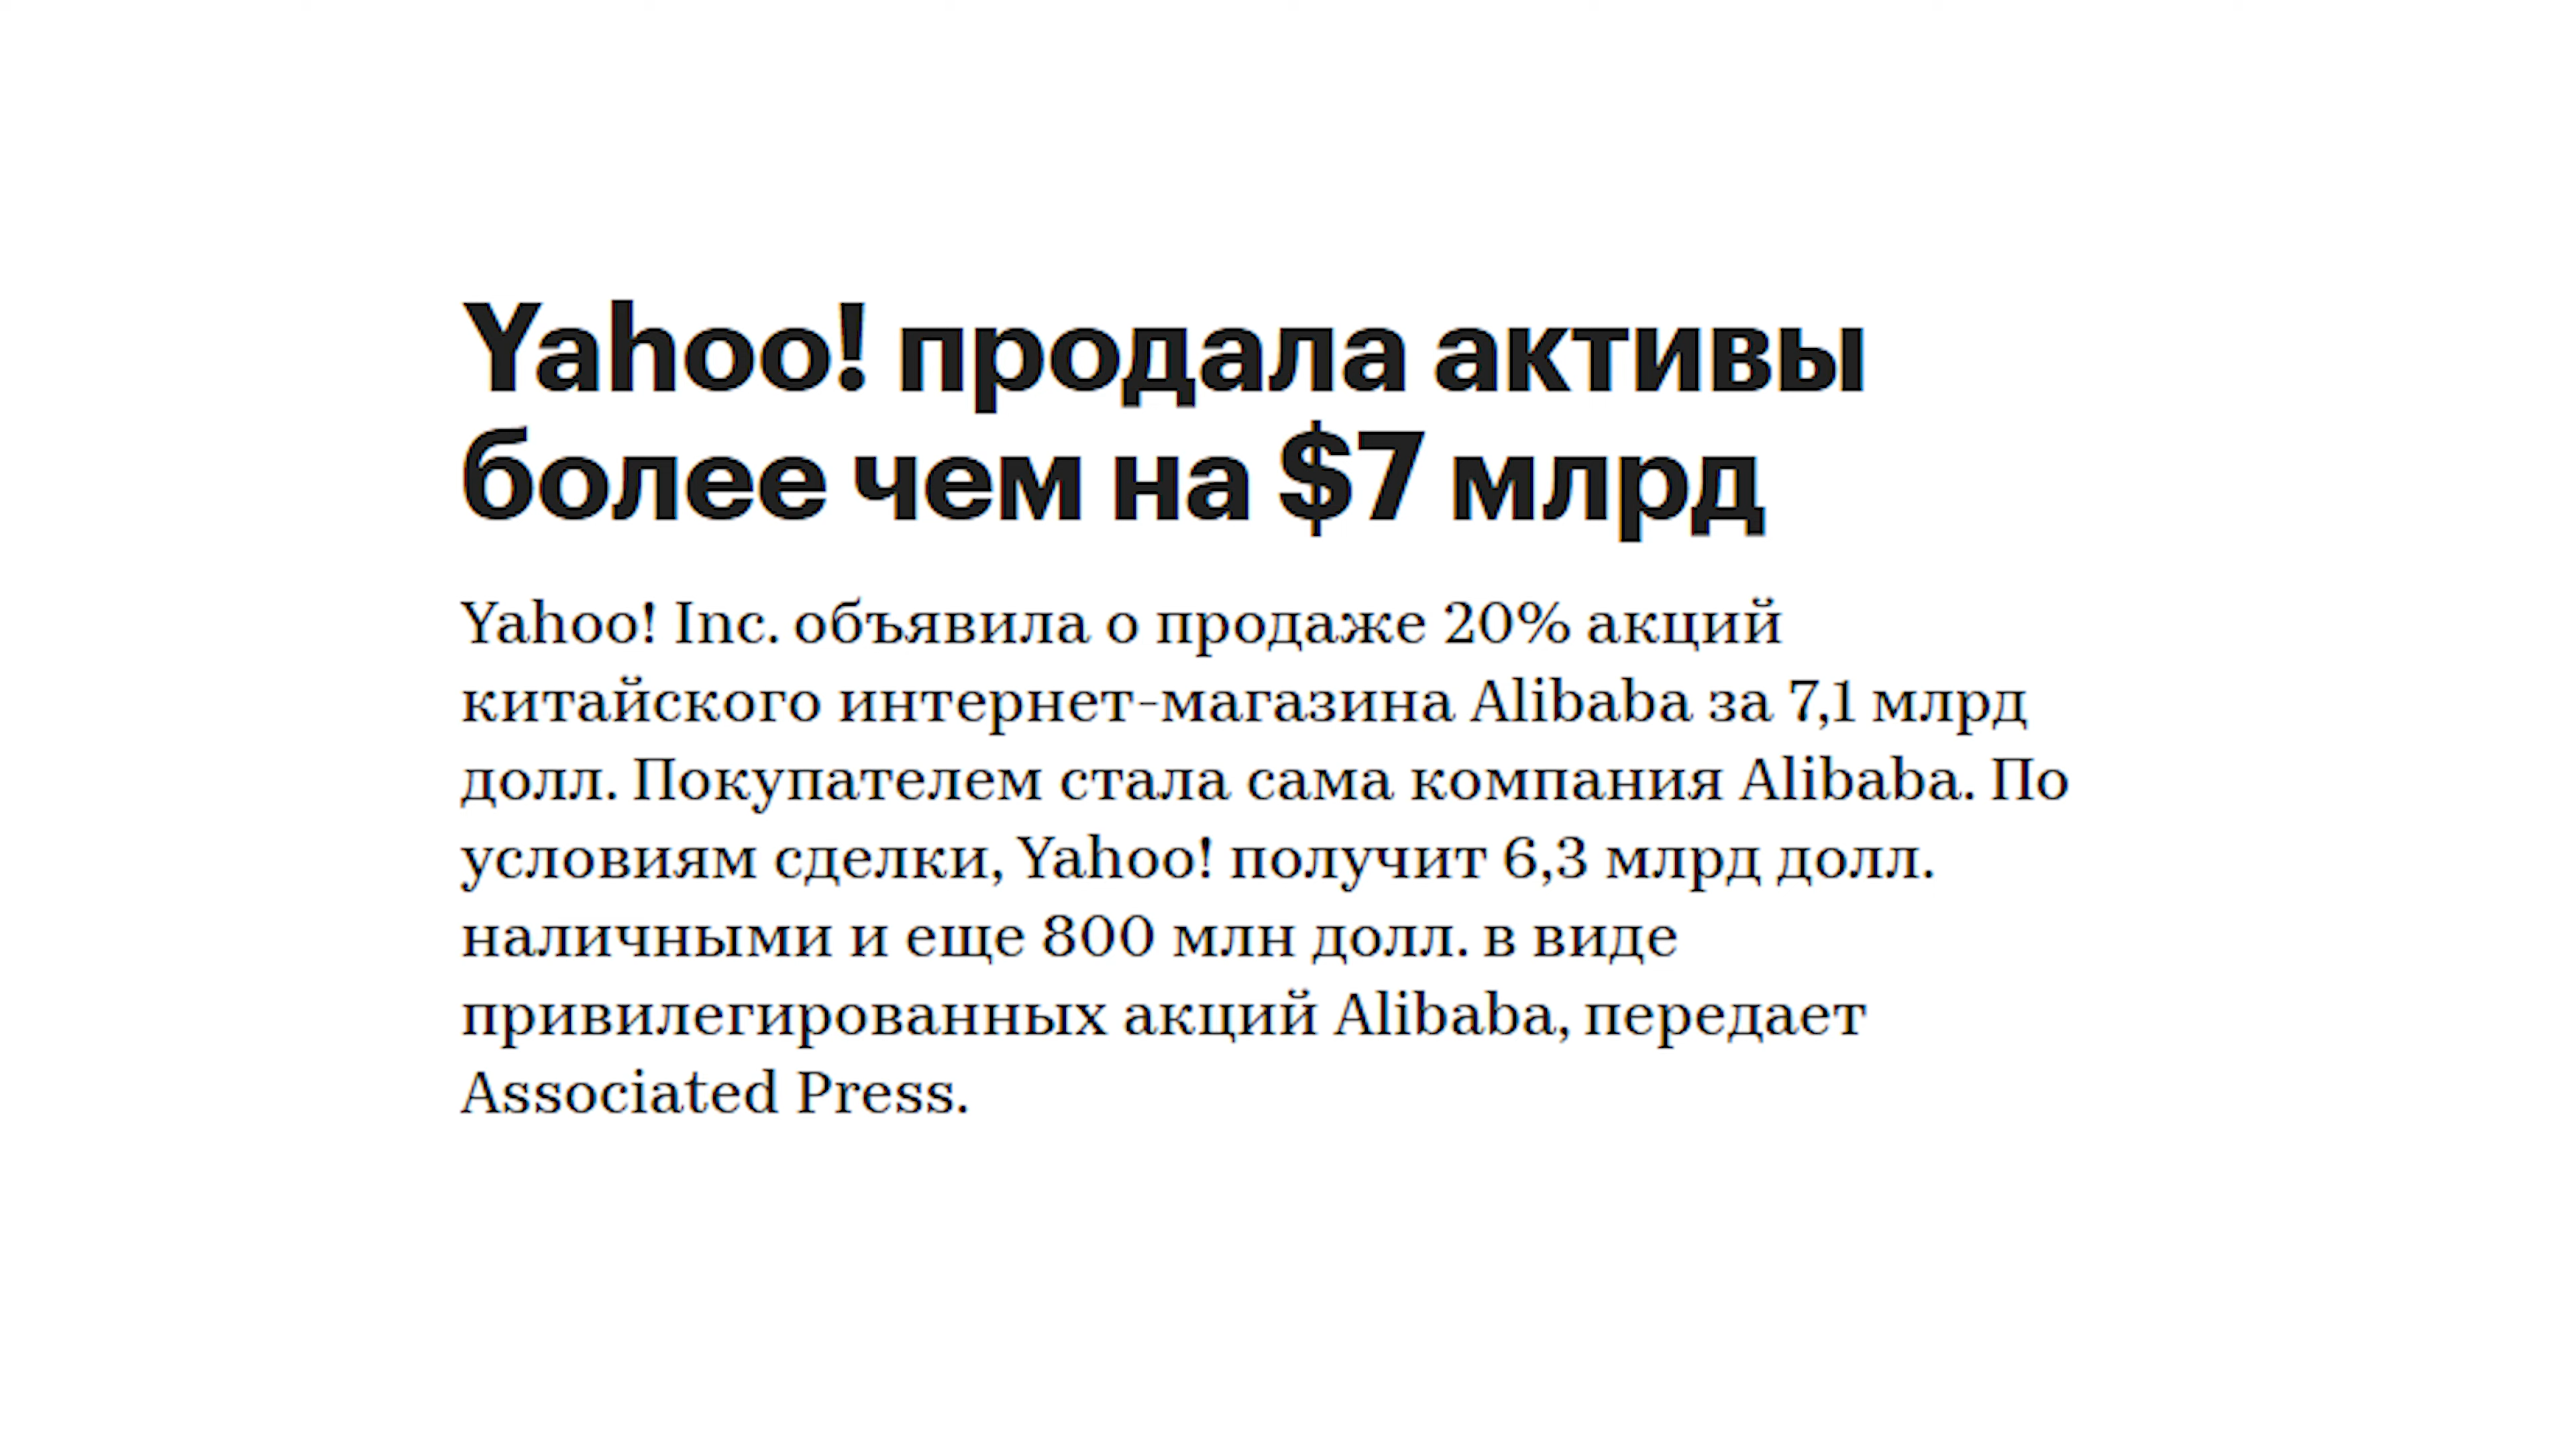 Yahoo! продала активы
более чем на $7 млрд
Yahoo! Inc. объявила о продаже 20% акций
китайского интернет-магазина Alibaba за 7,1 млрд
долл. Покупателем стала сама компания Alibaba. По
условиям сделки, Yahoo! получит 6,3 млрд долл.
наличными и еще 800 млн долл. в виде
привилегированных акций Alibaba, передает
Associated Press.